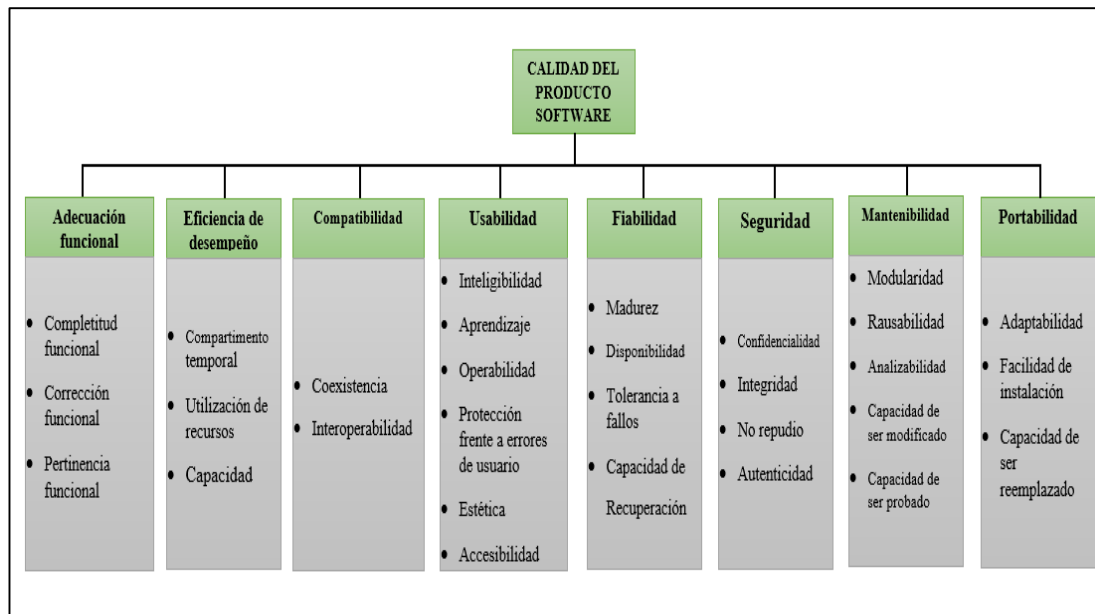 CALIDAD DEL
PRODUCTO
SOFTWARE
Adecuación
funcional
• Completitud
funcional
• Corrección
funcional
• Pertinencia
funcional
Eficiencia de
desempeño
• Compartimento
temporal
• Utilización de
recursos
• Capacidad
Compatibilidad
• Coexistencia
• Interoperabilidad
Usabilidad
• Inteligibilidad
• Aprendizaje
• Operabilidad
• Protección
frente a errores
de usuario
• Estética
• Accesibilidad
Fiabilidad
• Madurez
• Disponibilidad
• Tolerancia a
fallos
• Capacidad de
Recuperación
Seguridad
• Confidencialidad
• Integridad
• No repudio
• Autenticidad
Mantenibilidad
• Modularidad
• Rausabilidad
• Analizabilidad
• Capacidad de
ser modificado
• Capacidad de
ser probado
Portabilidad
• Adaptabilidad
• Facilidad de
instalación
• Capacidad de
ser
reemplazado